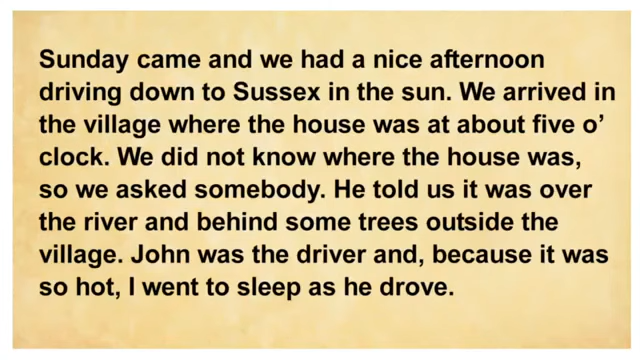 Sunday came and we had a nice afternoon
driving down to Sussex in the sun. We arrived in
the village where the house was at about five o’
clock. We did not know where the house was,
so we asked somebody. He told us it was over
the river and behind some trees outside the
village. John was the driver and, because it was
so hot, I went to sleep as he drove.